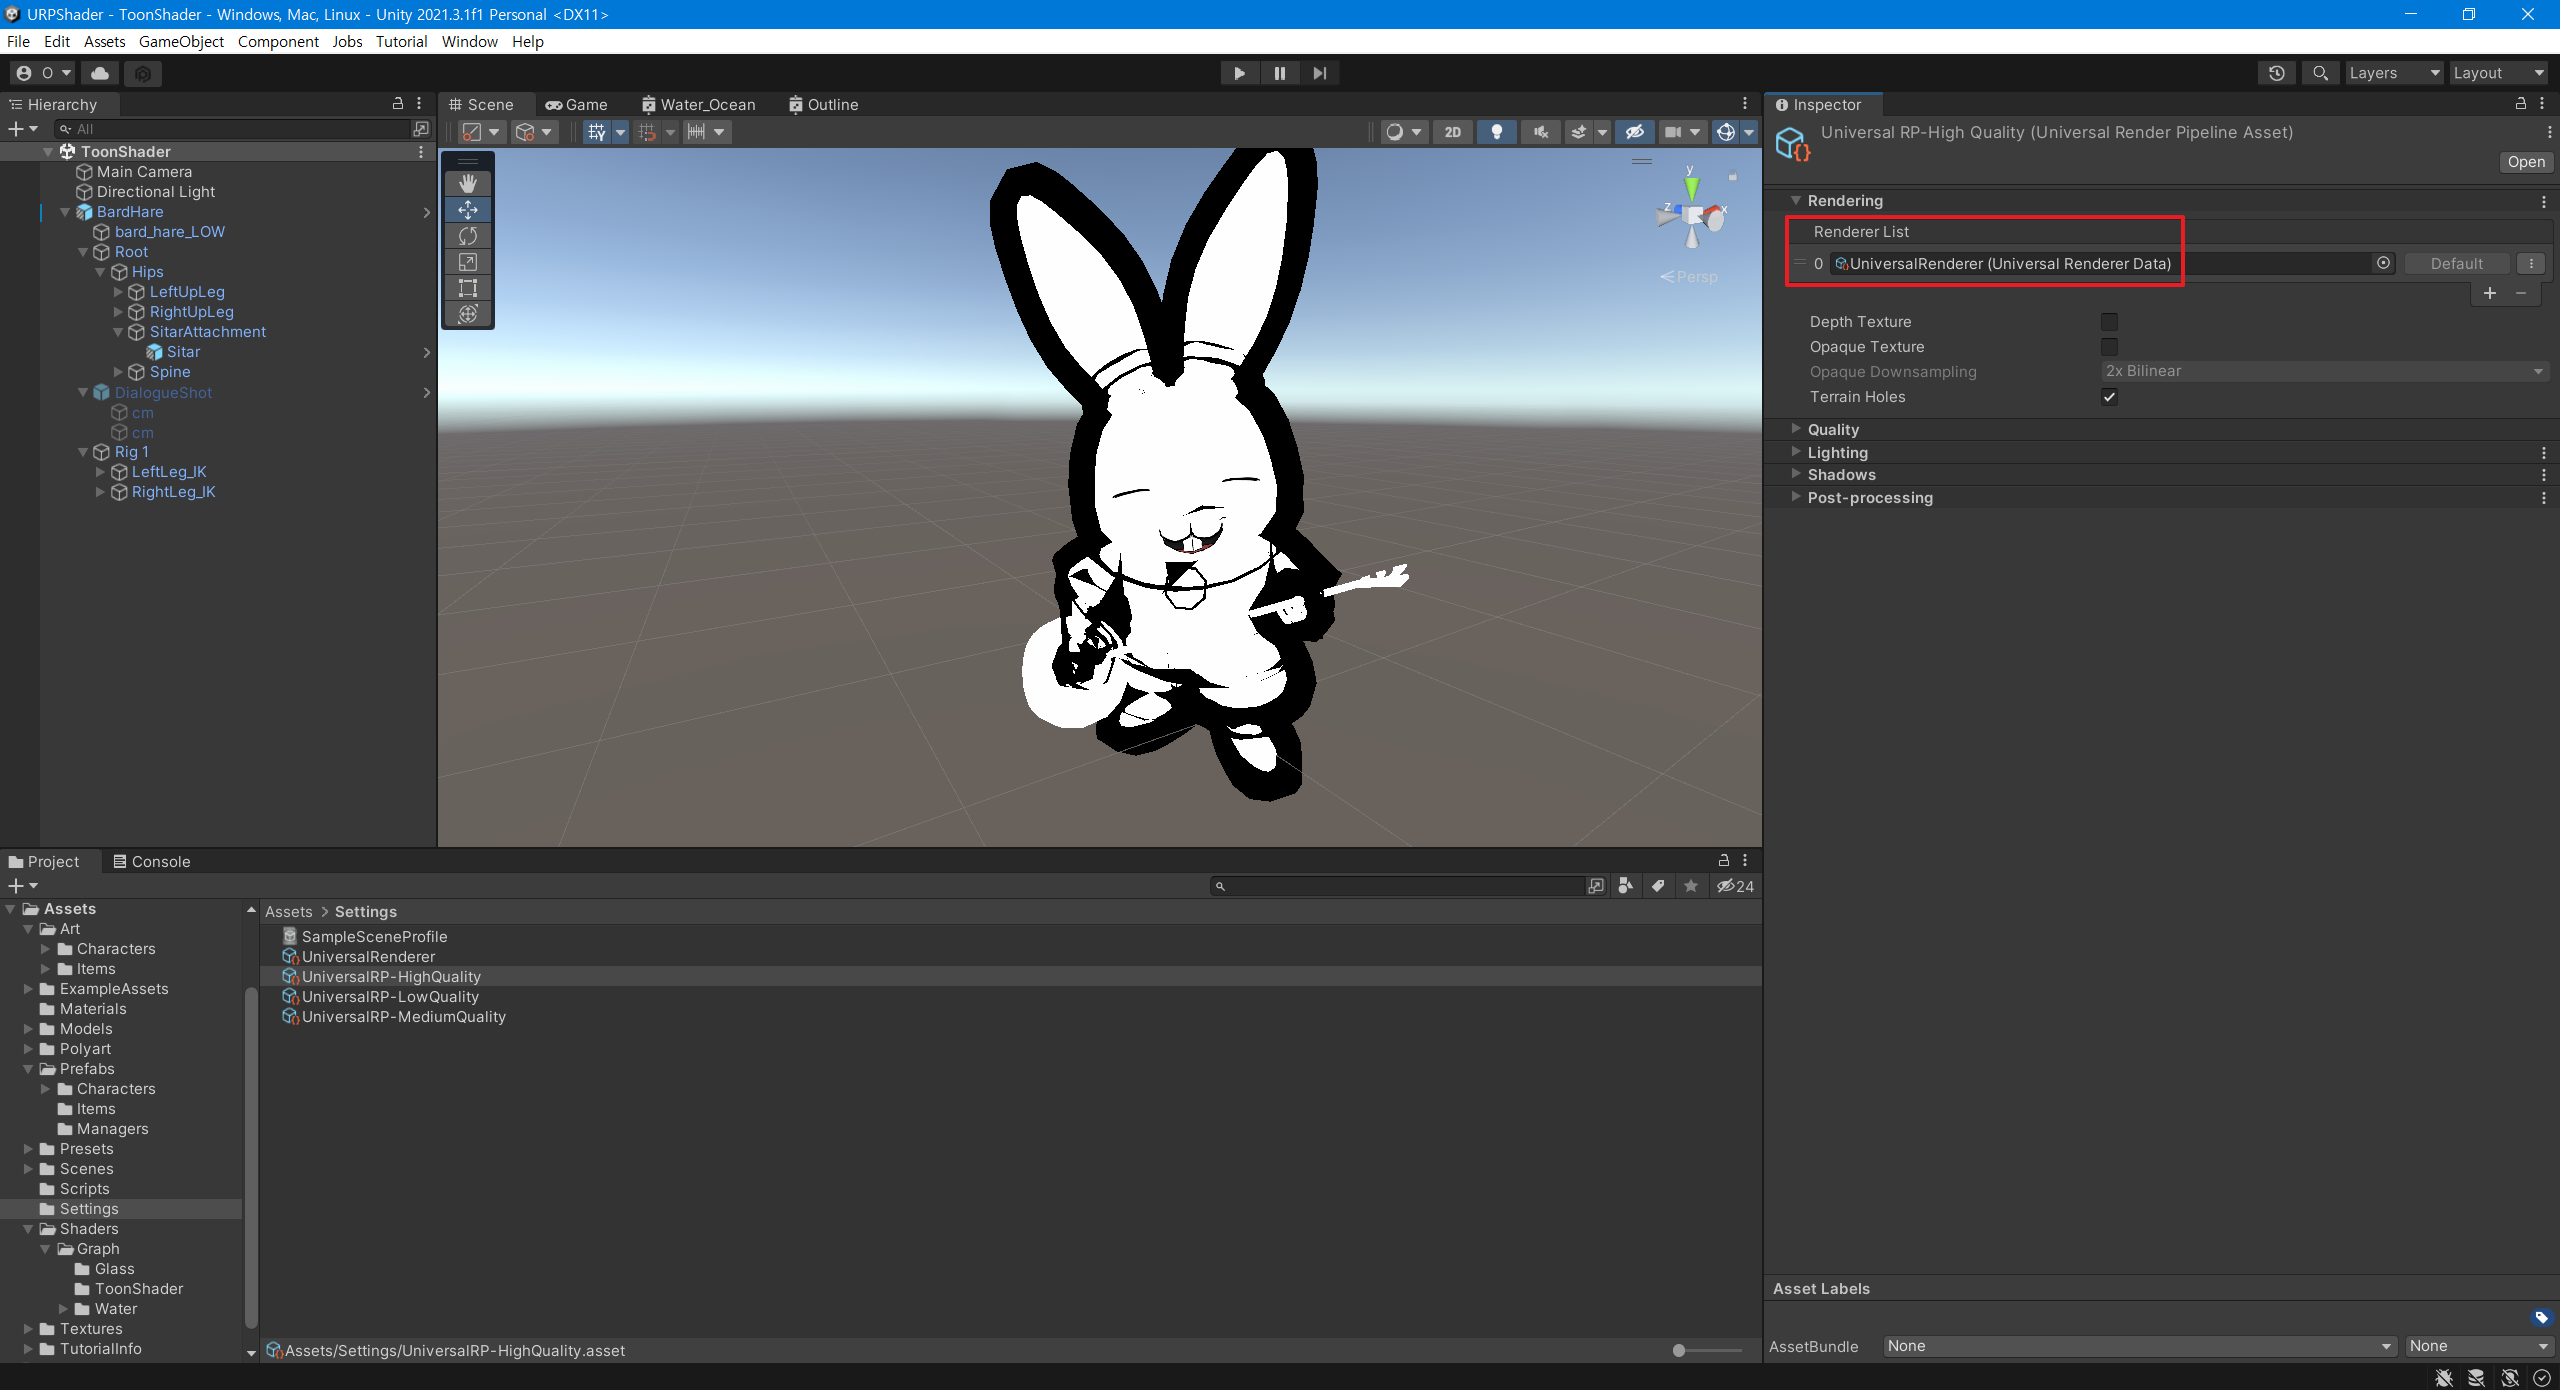 URPShader - ToonShader - Windows, Mac, Linux - Unity 2021.3.1f1 Personal <DX11>
File Edit Assets GameObject Component Jobs Tutorial Window Help
O Layers Layout
Hierarchy
All
ToonShader
Main Camera
Directional Light
BardHare
bard_hare_LOW
Root
Hips
LeftUpLeg
RightUpLeg
SitarAttachment
Sitar
Spine
DialogueShot
cm
cm
Rig 1
LeftLeg_IK
RightLeg_IK
Scene Game Water_Ocean Outline
2D
y
z x
Persp
Inspector
Universal RP-High Quality (Universal Render Pipeline Asset)
Open
Rendering
Renderer List
0 UniversalRenderer (Universal Renderer Data) Default
Depth Texture
Opaque Texture
Opaque Downsampling 2x Bilinear
Terrain Holes
Quality
Lighting
Shadows
Post-processing
Project Console
24
Assets
Art
Characters
Items
ExampleAssets
Materials
Models
Polyart
Prefabs
Characters
Items
Managers
Presets
Scenes
Scripts
Settings
Shaders
Graph
Glass
ToonShader
Water
Textures
TutorialInfo
Assets > Settings
SampleSceneProfile
UniversalRenderer
UniversalRP-HighQuality
UniversalRP-LowQuality
UniversalRP-MediumQuality
Assets/Settings/UniversalRP-HighQuality.asset
Asset Labels
AssetBundle None None